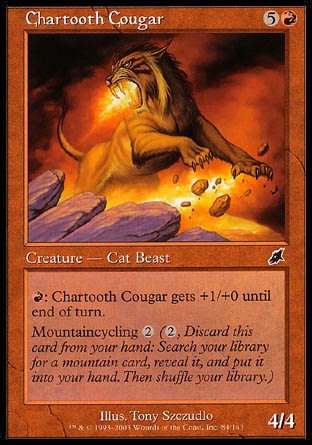 Chartooth Cougar 5
Creature — Cat Beast
: Chartooth Cougar gets +1/+0 until
end of turn.
Mountaincycling 2 (2, Discard this
card from your hand: Search your library
for a mountain card, reveal it, and put it
into your hand. Then shuffle your library.)
Illus. Tony Szczudlo
™ & © 1993-2003 Wizards of the Coast, Inc. 84/143
4/4